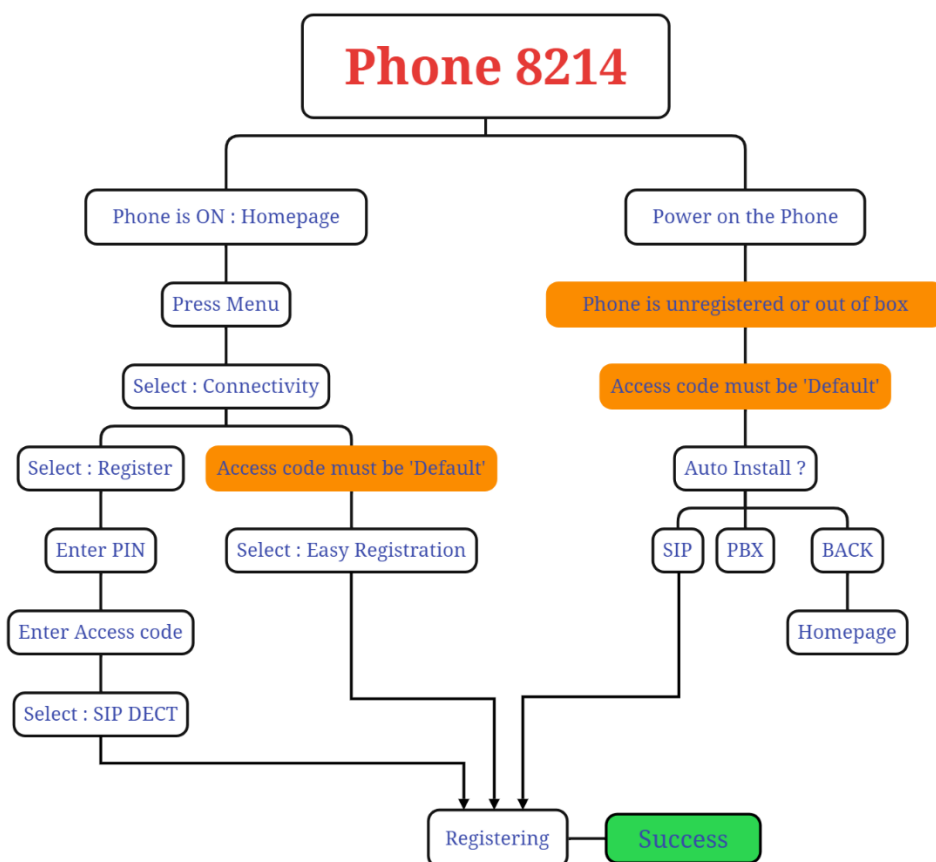 Phone 8214
Phone is ON : Homepage
Power on the Phone
Press Menu
Phone is unregistered or out of box
Select : Connectivity
Access code must be 'Default'
Select : Register
Access code must be 'Default'
Auto Install ?
Enter PIN
Select : Easy Registration
SIP
PBX
BACK
Enter Access code
Homepage
Select : SIP DECT
Registering
Success